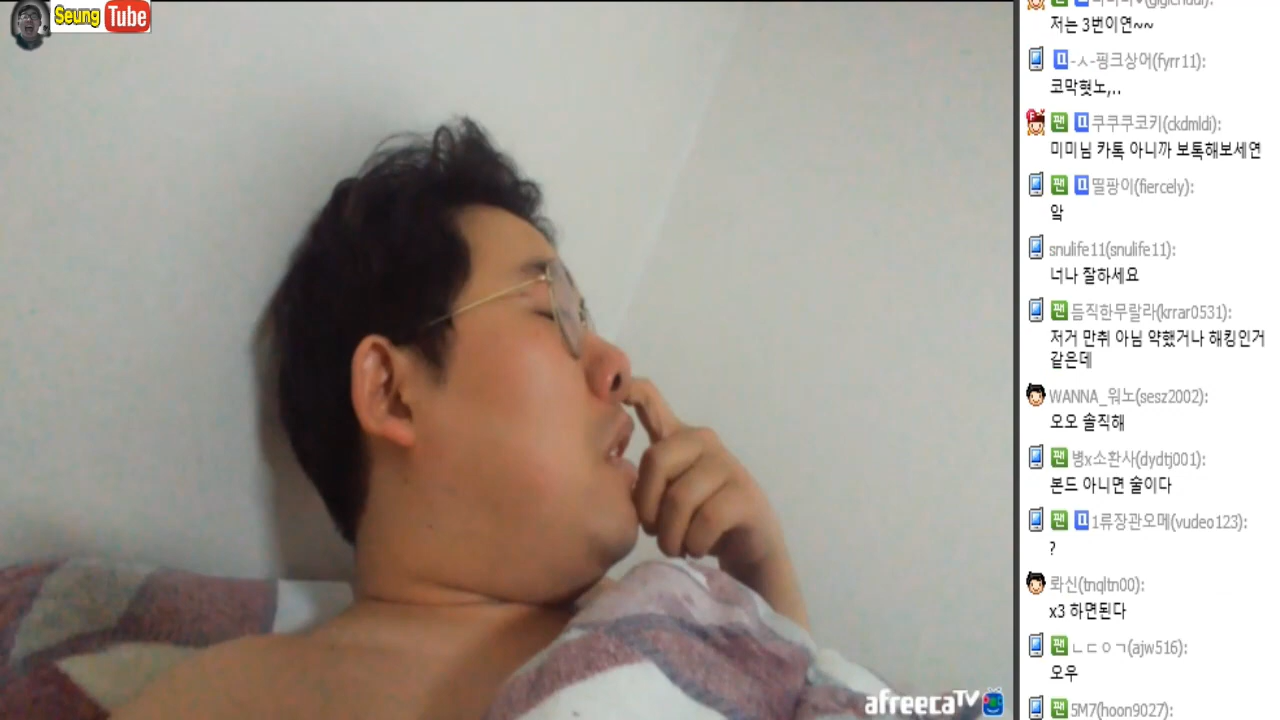 Seung Tube
저는 3번이연~~
-ㅅ-핑크상어(fyrr11):
코막혓노,..
팬 쿠쿠쿠코키(ckdmldi):
미미님 카톡 아니까 보톡해보세연
팬 떨팡이(fiercely):
앜
snulife11(snulife11):
너나 잘하세요
팬 듬직한무랄라(krrar0531):
저거 만취 아님 약했거나 해킹인거
같은데
WANNA_워노(sesz2002):
오오 솔직해
팬 병x소환사(dydtj001):
본드 아니면 술이다
팬 1류장관오메(vudeo123):
?
롸신(tnqltn00):
x3 하면된다
팬 ㄴㄷㅇㄱ(ajw516):
오우
팬 5M7(hoon9027):
afreecaTV